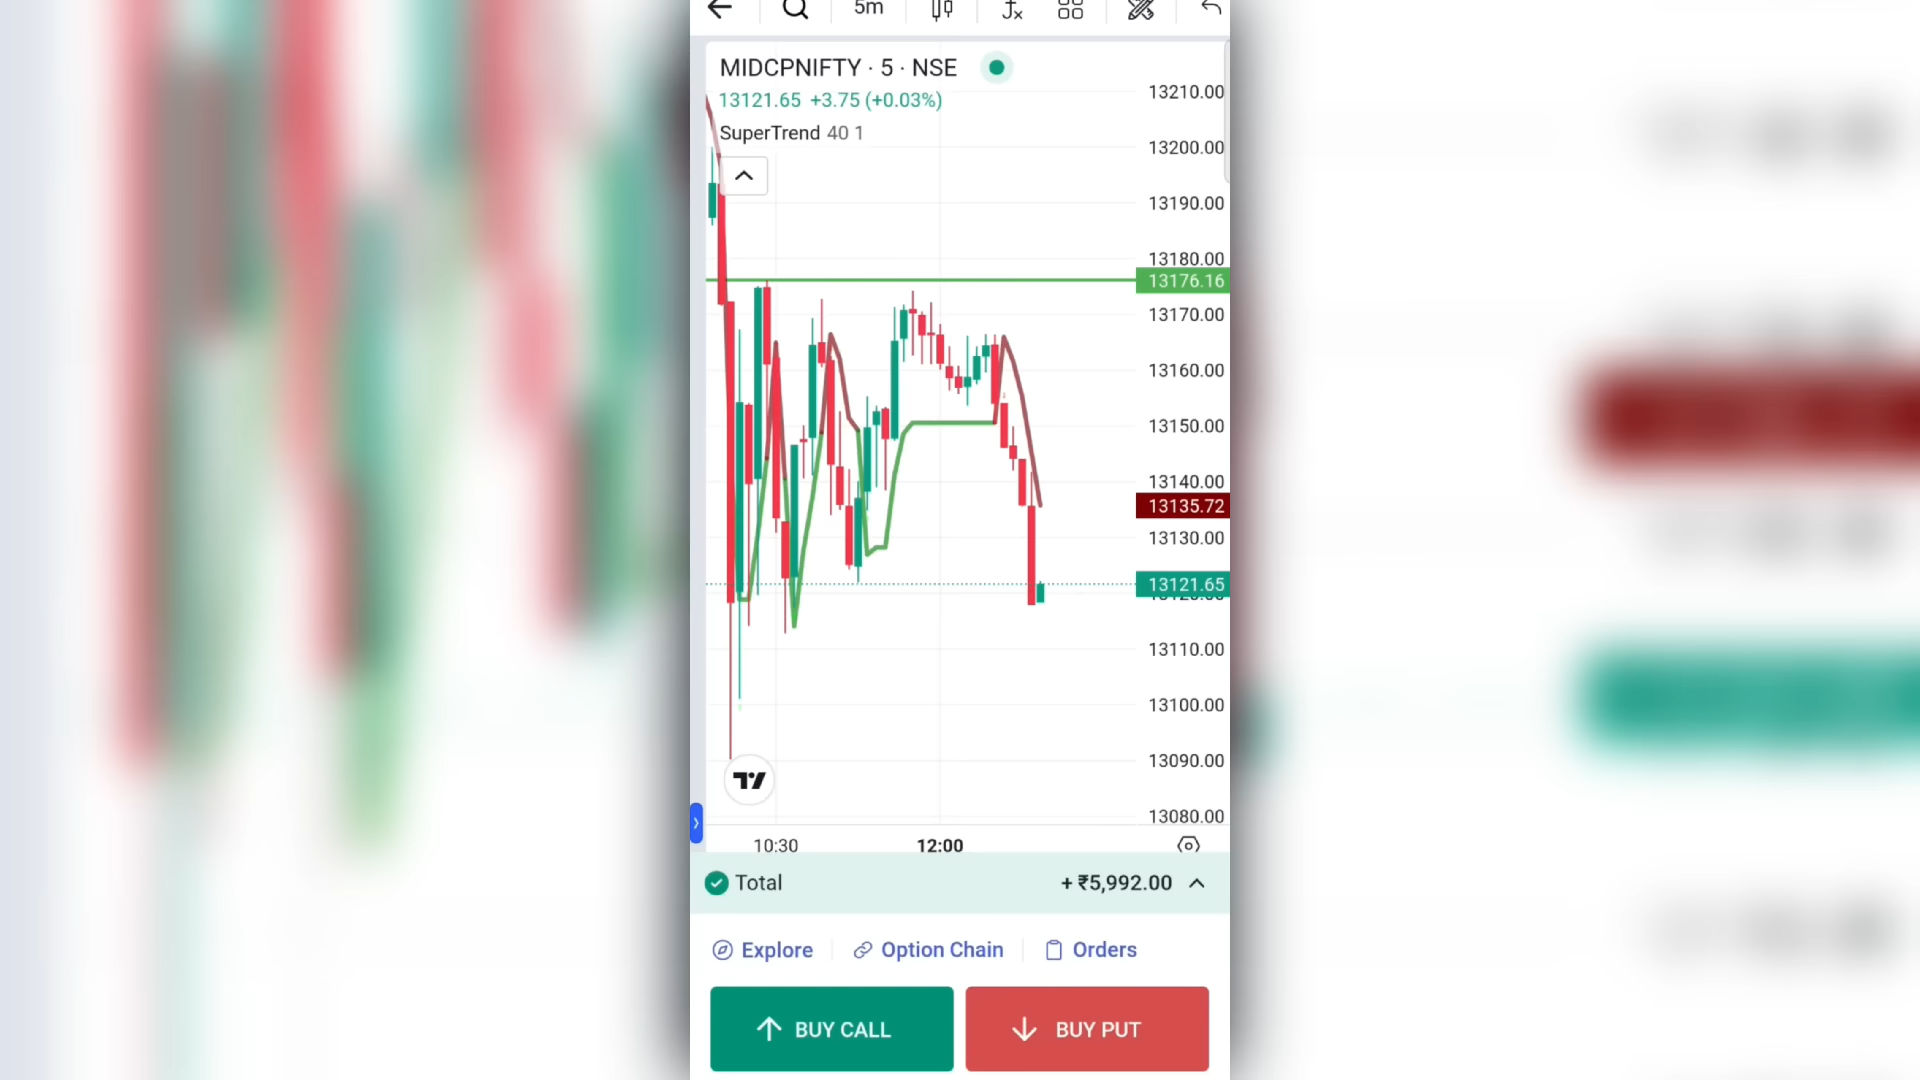 5m
MIDCPNIFTY · 5 · NSE
13121.65 +3.75 (+0.03%)
SuperTrend 40 1
13210.00
13200.00
13190.00
13180.00
13176.16
13170.00
13160.00
13150.00
13140.00
13135.72
13130.00
13121.65
13110.00
13100.00
13090.00
13080.00
10:30 12:00
Total + ₹5,992.00
Explore Option Chain Orders
BUY CALL BUY PUT